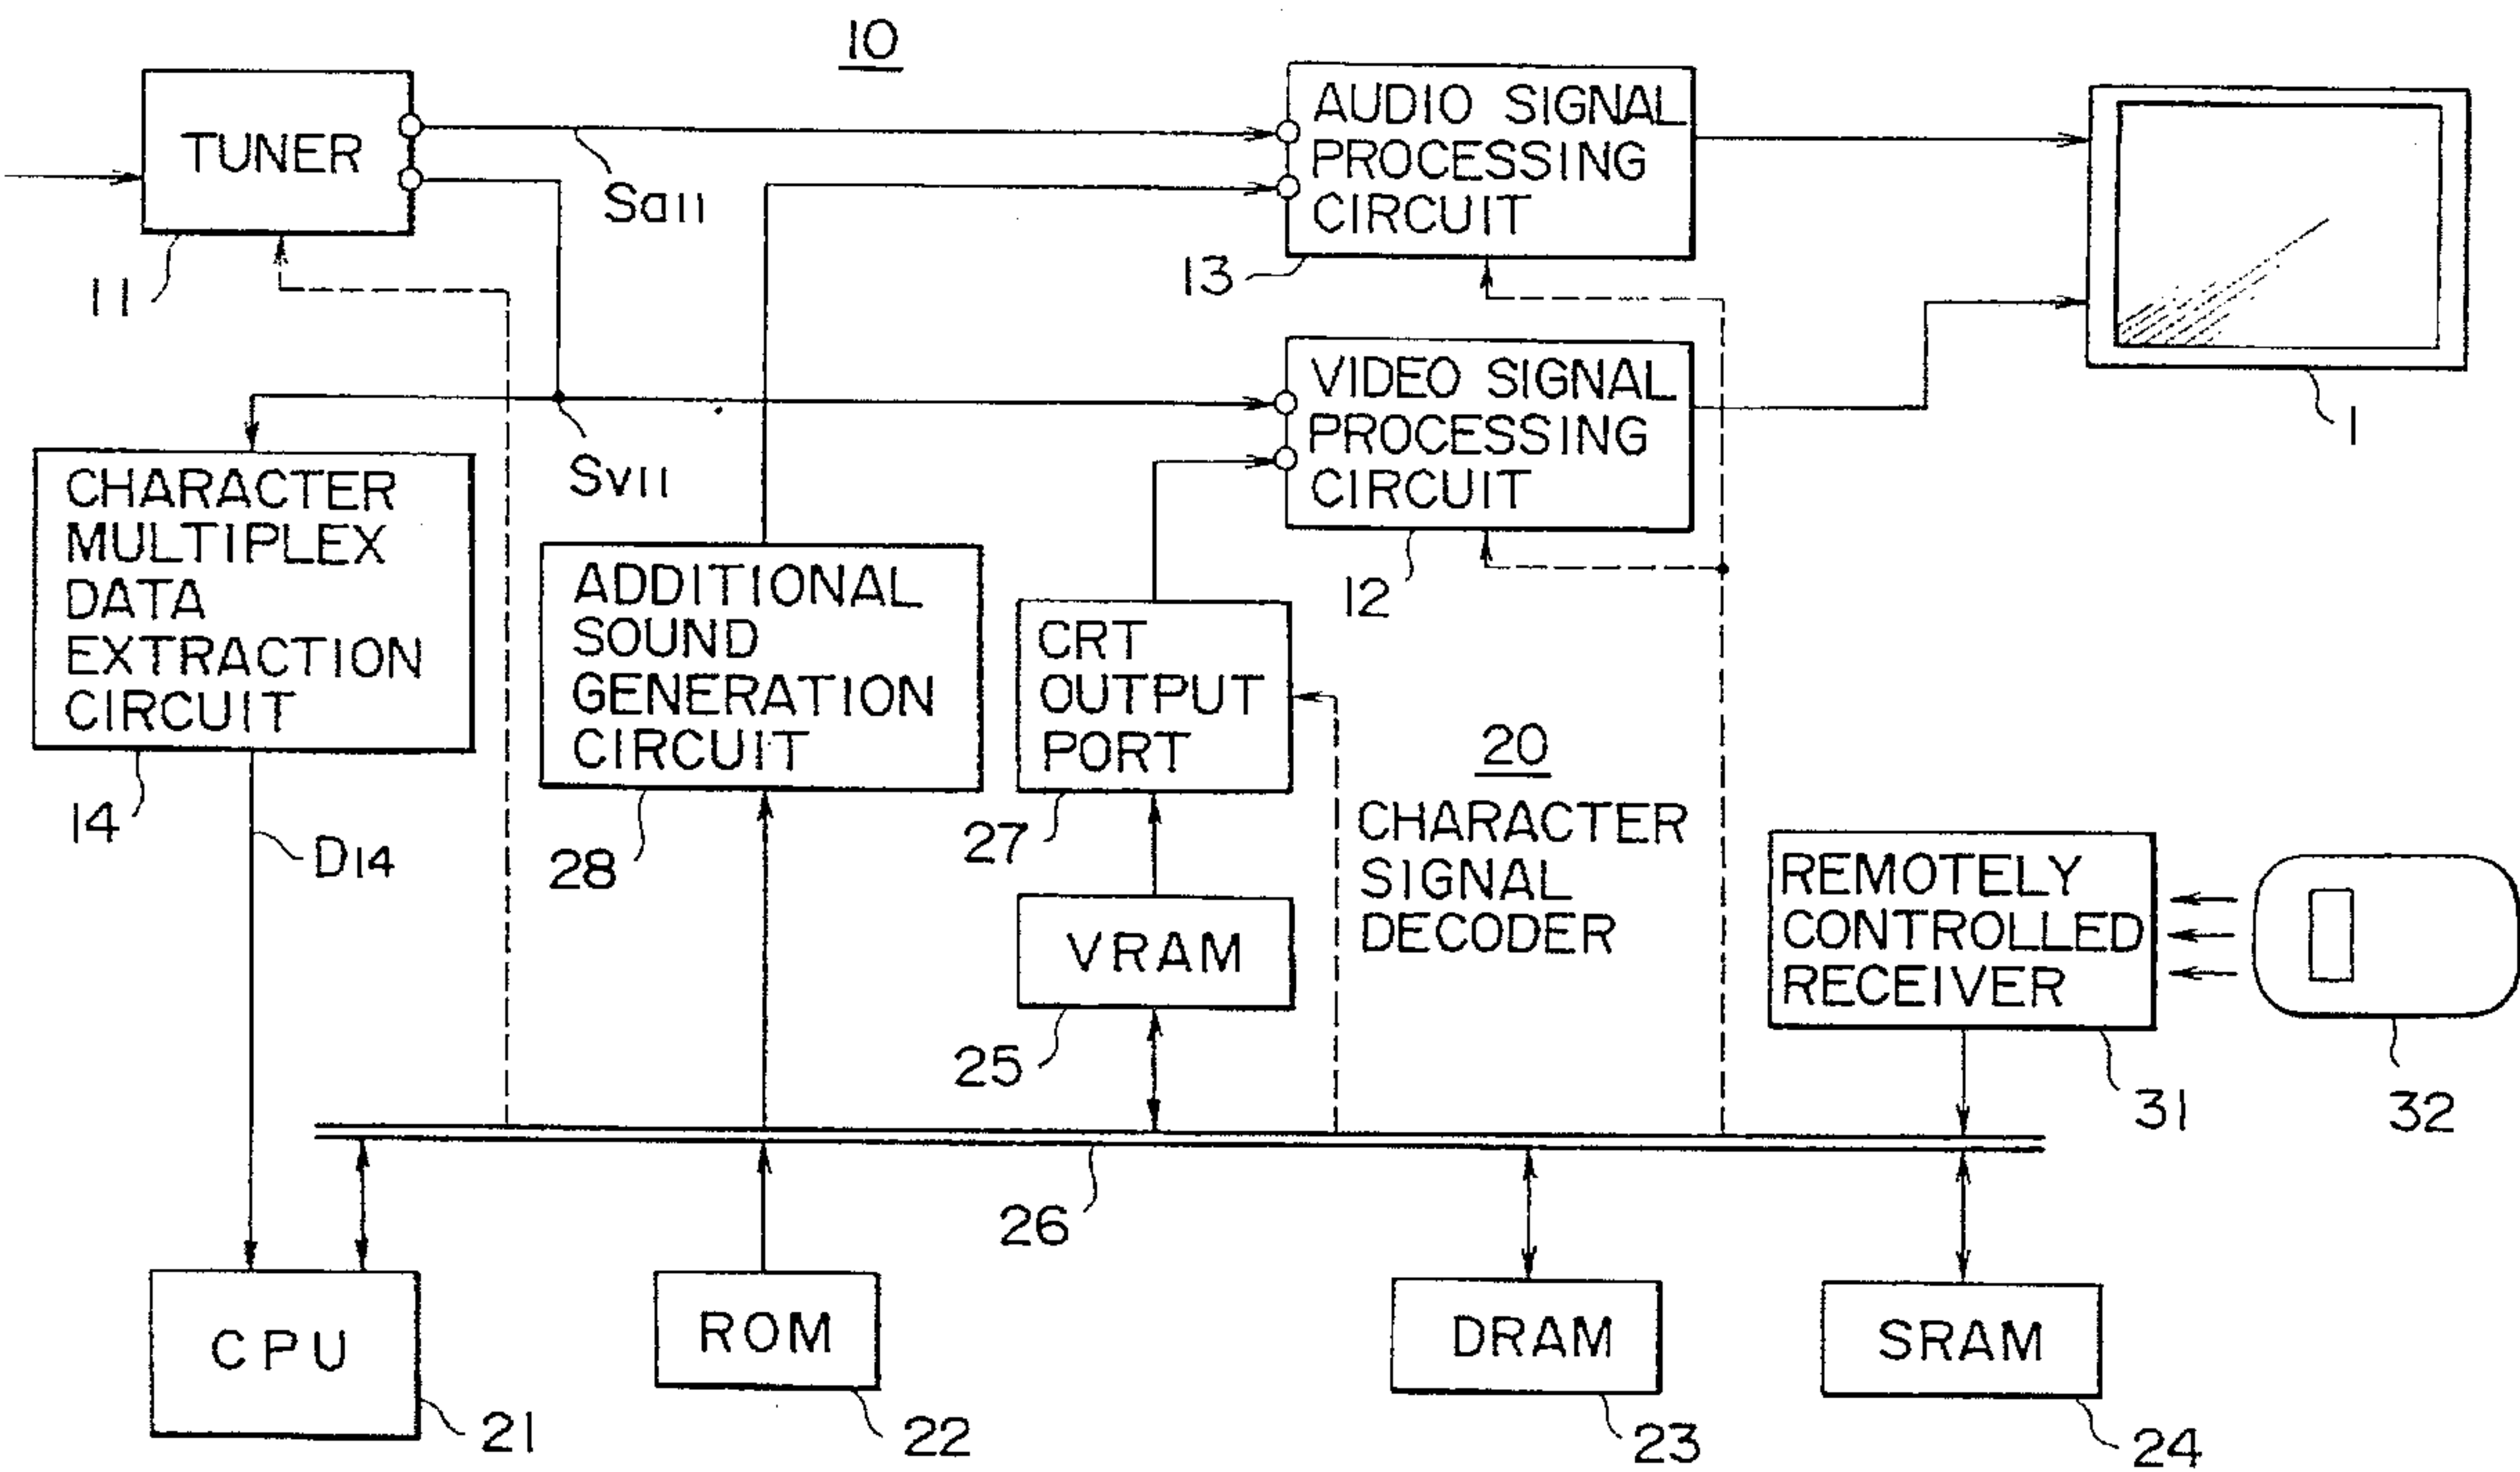 10
TUNER
11
Sa11
AUDIO SIGNAL
PROCESSING
CIRCUIT
13
1
Sv11
VIDEO SIGNAL
PROCESSING
CIRCUIT
12
CHARACTER
MULTIPLEX
DATA
EXTRACTION
CIRCUIT
14
D14
ADDITIONAL
SOUND
GENERATION
CIRCUIT
28
CRT
OUTPUT
PORT
27
20
CHARACTER
SIGNAL
DECODER
VRAM
25
REMOTELY
CONTROLLED
RECEIVER
31
32
26
CPU
21
ROM
22
DRAM
23
SRAM
24